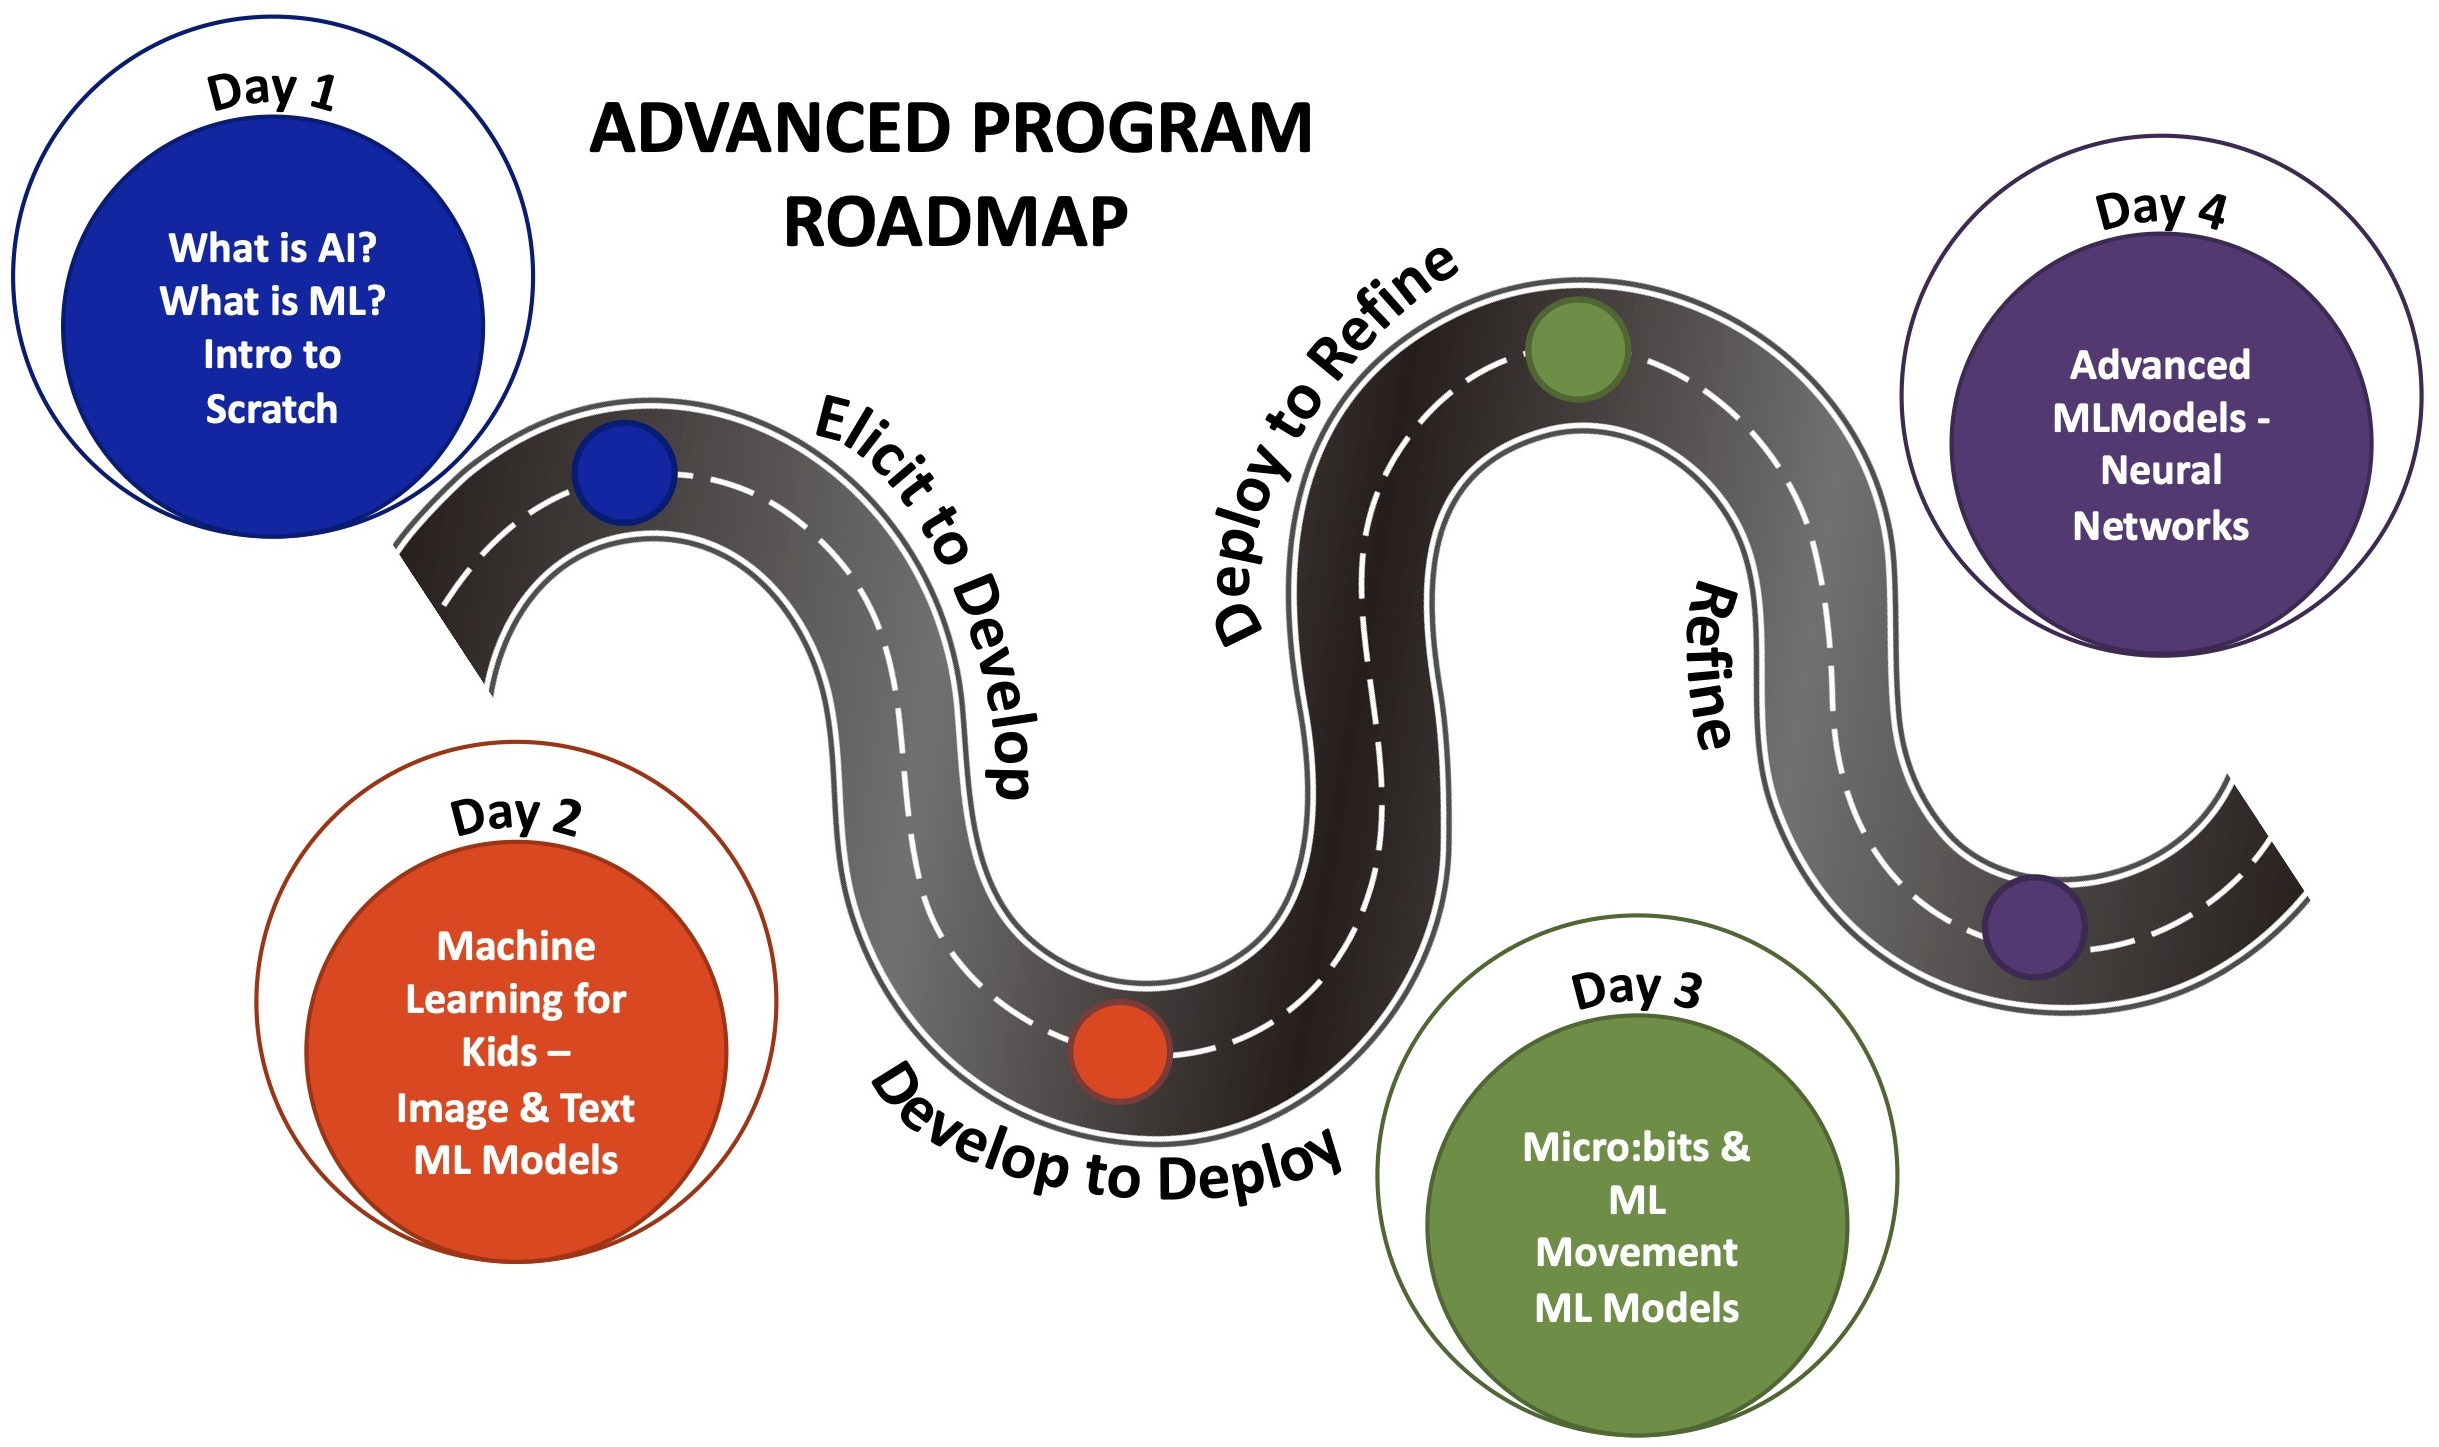 ADVANCED PROGRAM
ROADMAP
Day 1
What is AI?
What is ML?
Intro to
Scratch
Elicit to Develop
Day 2
Machine
Learning for
Kids –
Image & Text
ML Models
Develop to Deploy
Deploy to Refine
Day 3
Micro:bits &
ML
Movement
ML Models
Refine
Day 4
Advanced
MLModels -
Neural
Networks